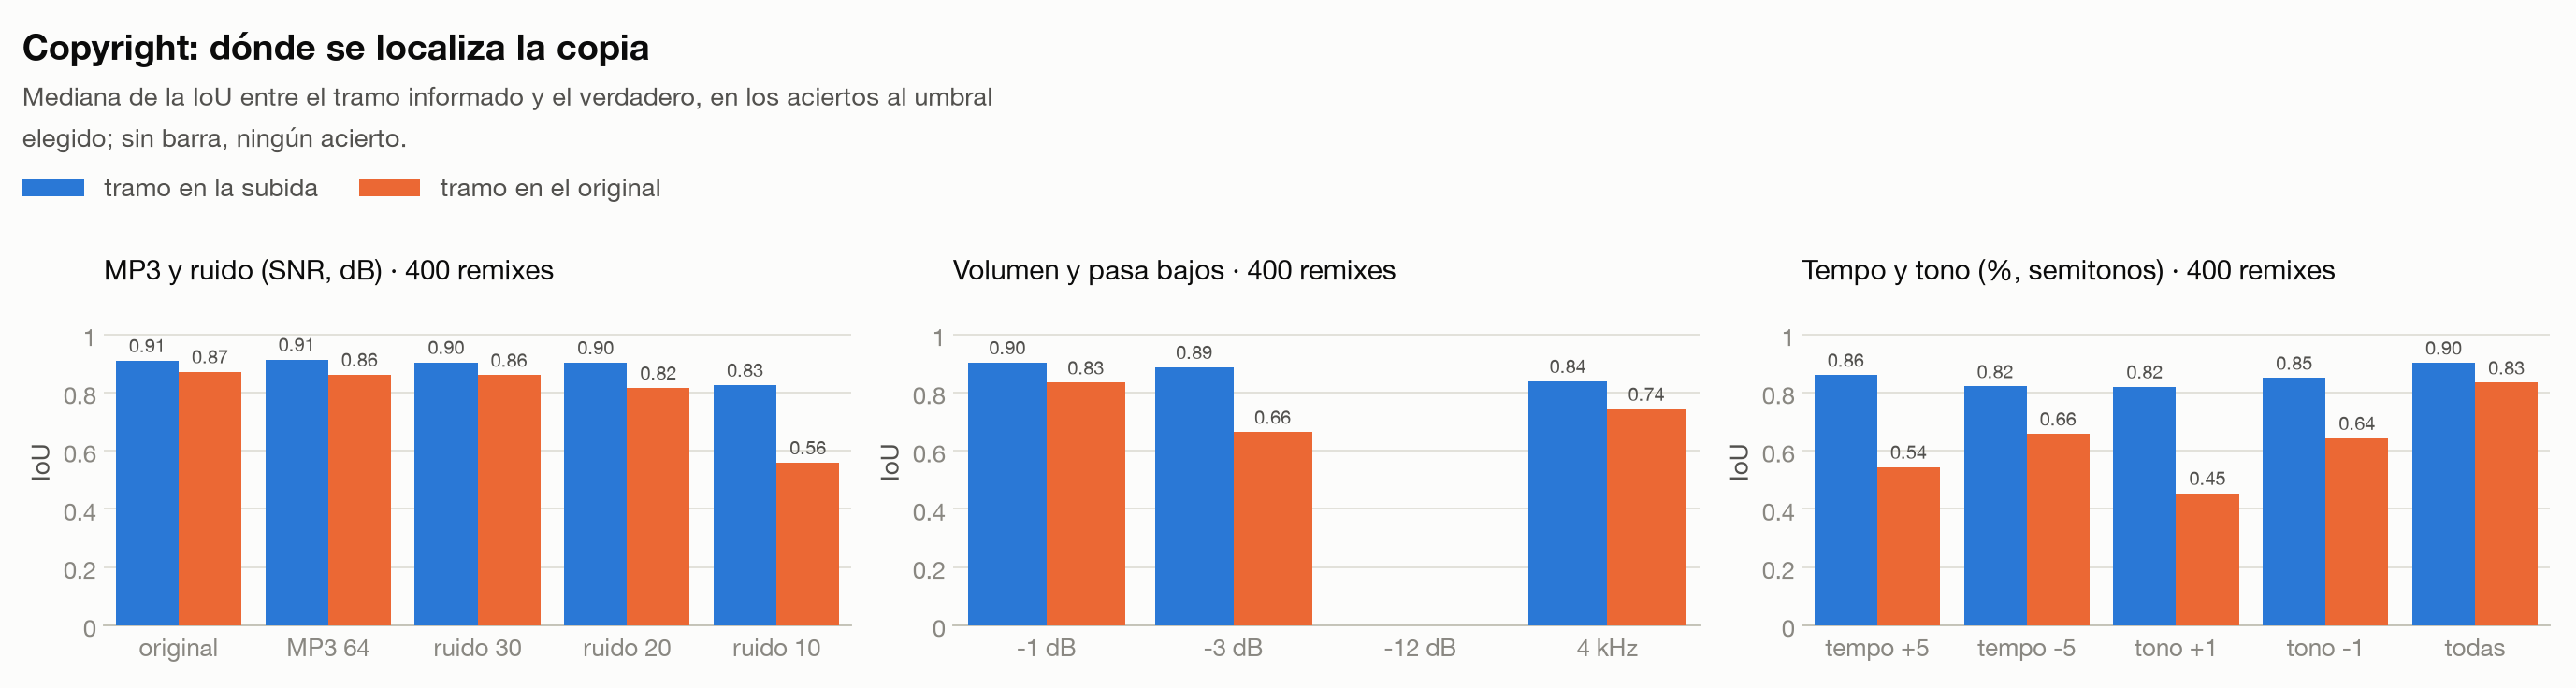 Copyright: dónde se localiza la copia
Mediana de la IoU entre el tramo informado y el verdadero, en los aciertos al umbral
elegido; sin barra, ningún acierto.
tramo en la subida tramo en el original
MP3 y ruido (SNR, dB) · 400 remixes
IoU
1
0.8
0.6
0.4
0.2
0
0.91 0.87 0.91 0.86 0.90 0.86 0.90 0.82 0.83 0.56
original MP3 64 ruido 30 ruido 20 ruido 10
Volumen y pasa bajos · 400 remixes
IoU
1
0.8
0.6
0.4
0.2
0
0.90 0.83 0.89 0.66 0.84 0.74
-1 dB -3 dB -12 dB 4 kHz
Tempo y tono (%, semitonos) · 400 remixes
IoU
1
0.8
0.6
0.4
0.2
0
0.86 0.54 0.82 0.66 0.82 0.45 0.85 0.64 0.90 0.83
tempo +5 tempo -5 tono +1 tono -1 todas